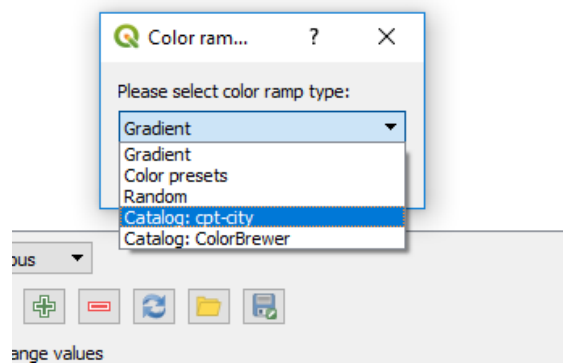 Color ram... ?
Please select color ramp type:
Gradient
Gradient
Color presets
Random
Catalog: cpt-city
Catalog: ColorBrewer
ous
ange values